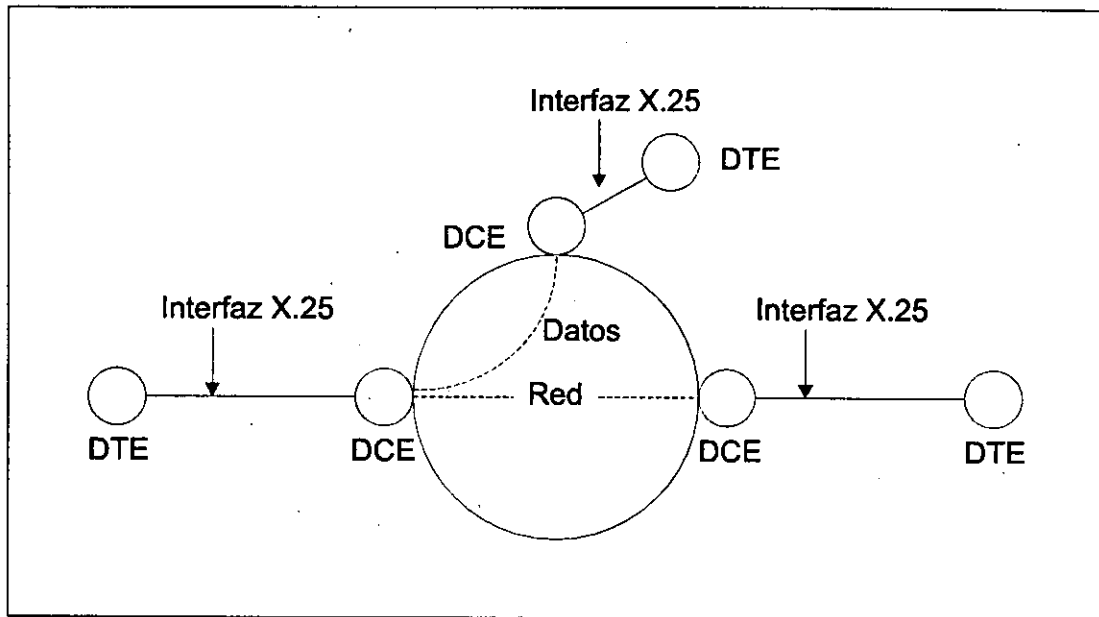 Interfaz X.25
DTE
DCE
Interfaz X.25
Datos
Interfaz X.25
Red
DTE
DCE
DCE
DTE